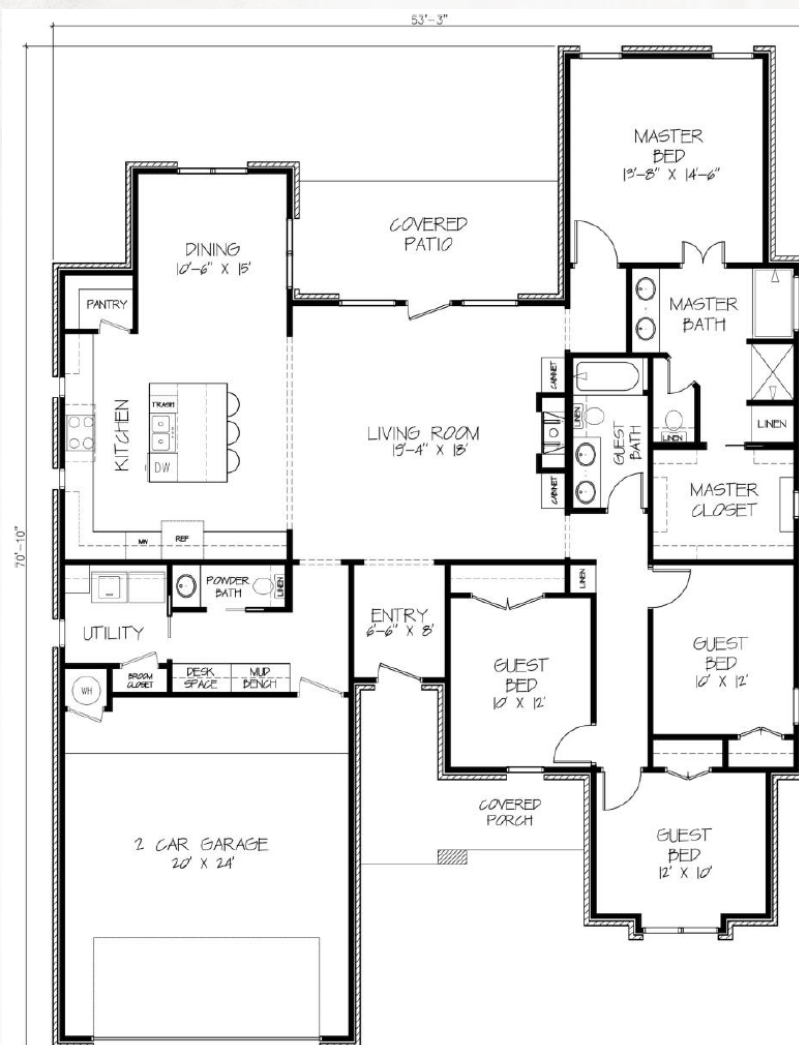 53'-3"
MASTER
BED
13'-8" X 14'-6"
COVERED
PATIO
DINING
10'-6" X 15'
PANTRY
MASTER
BATH
KITCHEN
TRASH
DW
LIVING ROOM
19'-4" X 18'
CABINET
CABINET
LINEN
GUEST
BATH
LINEN
LINEN
MASTER
CLOSET
MW
REF
70'-10"
POWDER
BATH
LINEN
UTILITY
ENTRY
6'-6" X 8'
LINEN
GUEST
BED
10' X 12'
GUEST
BED
10' X 12'
BROOM
CLOSET
DESK
SPACE
MUD
BENCH
WH
COVERED
PORCH
2 CAR GARAGE
20' X 24'
GUEST
BED
12' X 10'